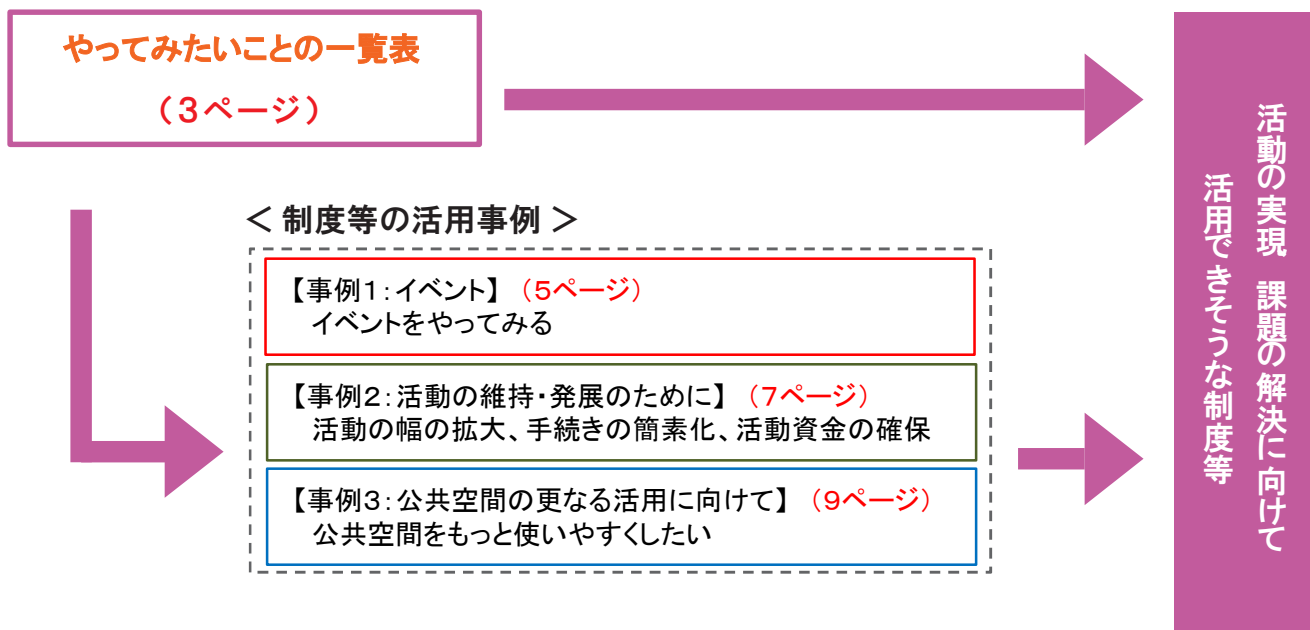 やってみたいことの一覧表
（３ページ）
＜ 制度等の活用事例 ＞
【事例１：イベント】（５ページ）
イベントをやってみる
【事例２：活動の維持・発展のために】（７ページ）
活動の幅の拡大、手続きの簡素化、活動資金の確保
【事例３：公共空間の更なる活用に向けて】（９ページ）
公共空間をもっと使いやすくしたい
活動の実現　課題の解決に向けて
活用できそうな制度等